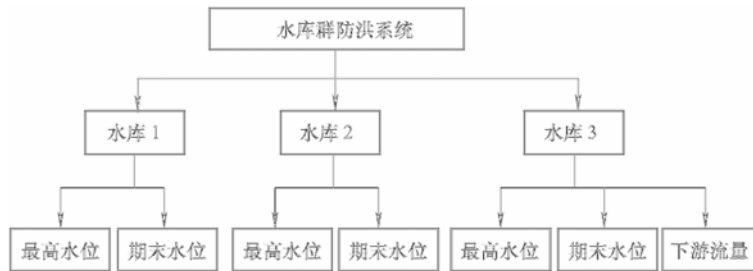 水库群防洪系统
水库1
水库2
水库3
最高水位
期末水位
最高水位
期末水位
最高水位
期末水位
下游流量